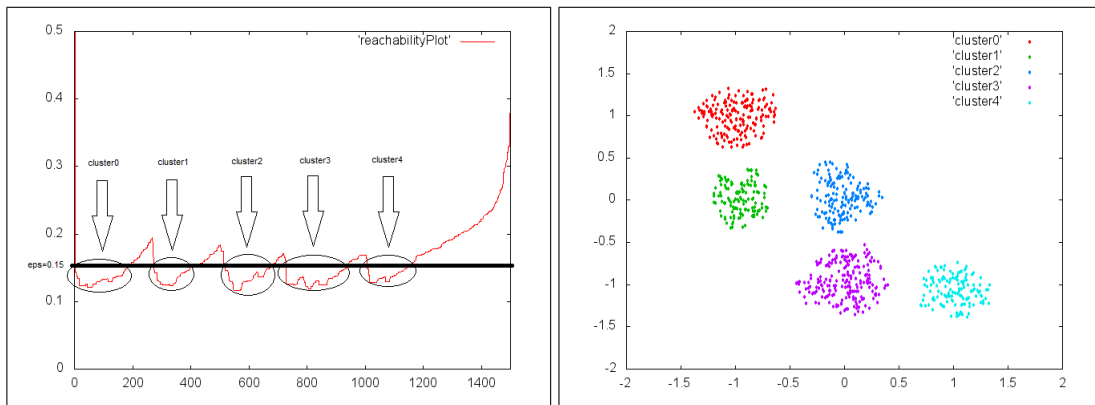 0.5
'reachabilityPlot'
0.4
0.3
cluster0 cluster1 cluster2 cluster3 cluster4
0.2
eps=0.15
0.1
0
0 200 400 600 800 1000 1200 1400
2
'cluster0'
'cluster1'
1.5
'cluster2'
'cluster3'
'cluster4'
1
0.5
0
-0.5
-1
-1.5
-2
-2 -1.5 -1 -0.5 0 0.5 1 1.5 2